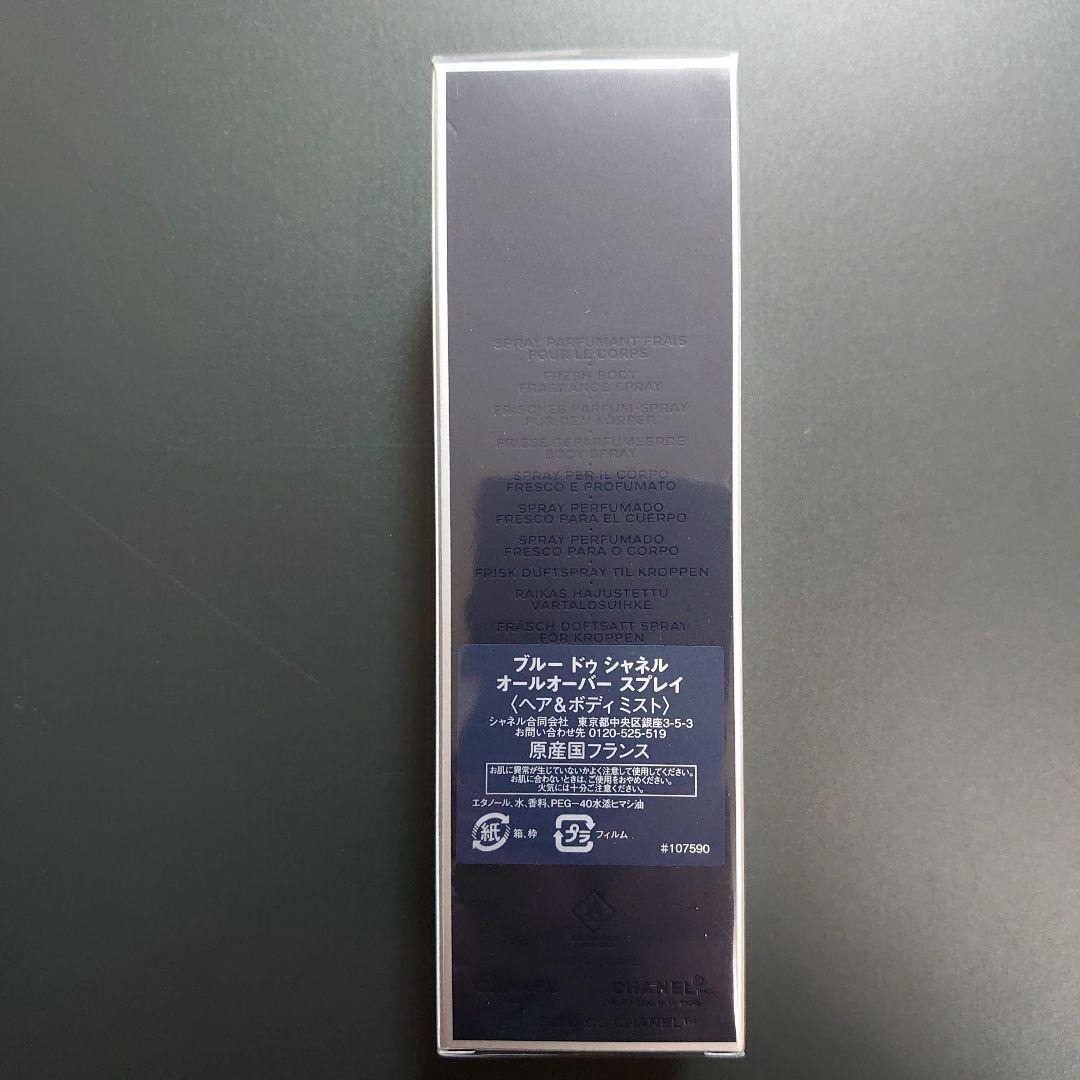 SPRAY PARFUMANT FRAIS
POUR LE CORPS
FRESH BODY
FRAGRANCE SPRAY
FRISCHES PARFUM-SPRAY
FÜR DEN KÖRPER
FRISSE GEPARFUMEERDE
BODY SPRAY
SPRAY PER IL CORPO
FRESCO E PROFUMATO
SPRAY PERFUMADO
FRESCO PARA EL CUERPO
SPRAY PERFUMADO
FRESCO PARA O CORPO
FRISK DUFTSPRAY TIL KROPPEN
RAIKAS HAJUSTETTU
VARTALOSUIHKE
FRÄSCH DOFTSATT SPRAY
FÖR KROPPEN
ブルー ドゥ シャネル
オールオーバー スプレイ
〈ヘア&ボディ ミスト〉
シャネル合同会社 東京都中央区銀座3-5-3
お問い合わせ先 0120-525-519
原産国フランス
お肌に異常が生じていないかよく注意して使用してください。
お肌に合わないときは、ご使用をおやめください。
火気には十分ご注意ください。
エタノール、水、香料、PEG-40水添ヒマシ油
紙 箱、枠 プラ フィルム
#107590
CHANEL CHANEL
CHANEL